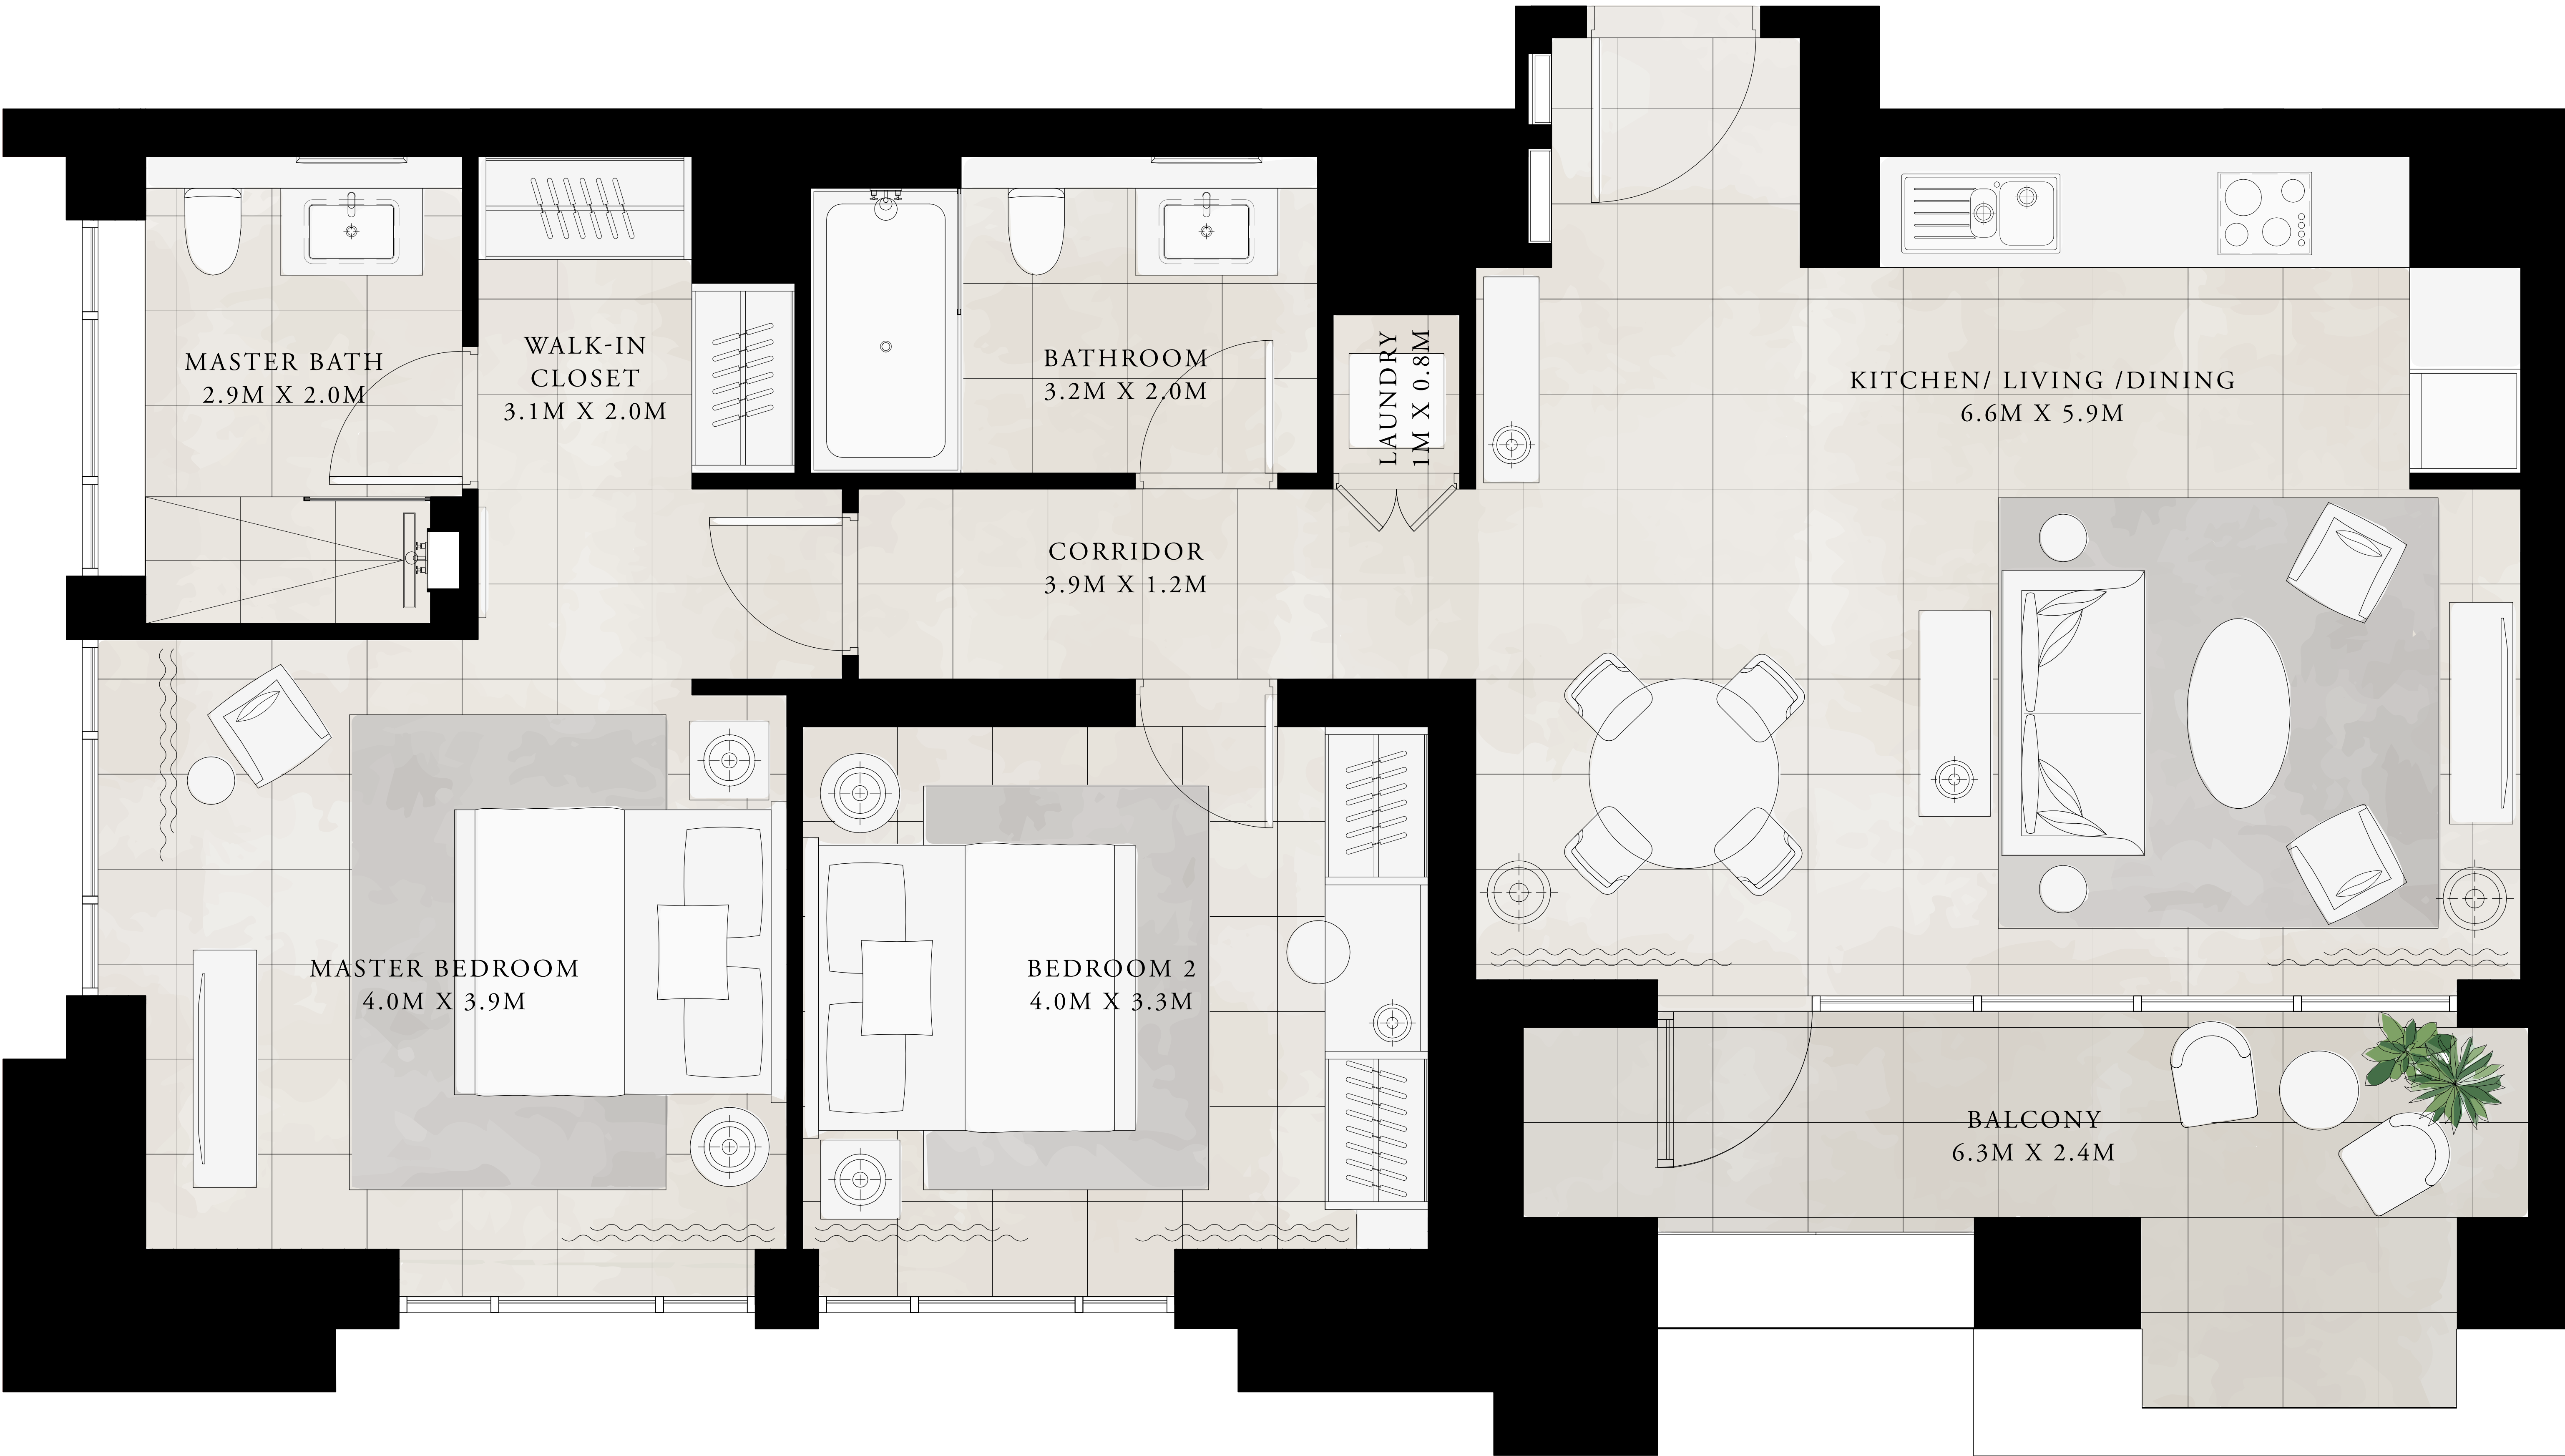 MASTER BATH
2.9M X 2.0M
WALK-IN
CLOSET
3.1M X 2.0M
BATHROOM
3.2M X 2.0M
LAUNDRY
1M X 0.8M
KITCHEN/ LIVING /DINING
6.6M X 5.9M
CORRIDOR
3.9M X 1.2M
MASTER BEDROOM
4.0M X 3.9M
BEDROOM 2
4.0M X 3.3M
BALCONY
6.3M X 2.4M